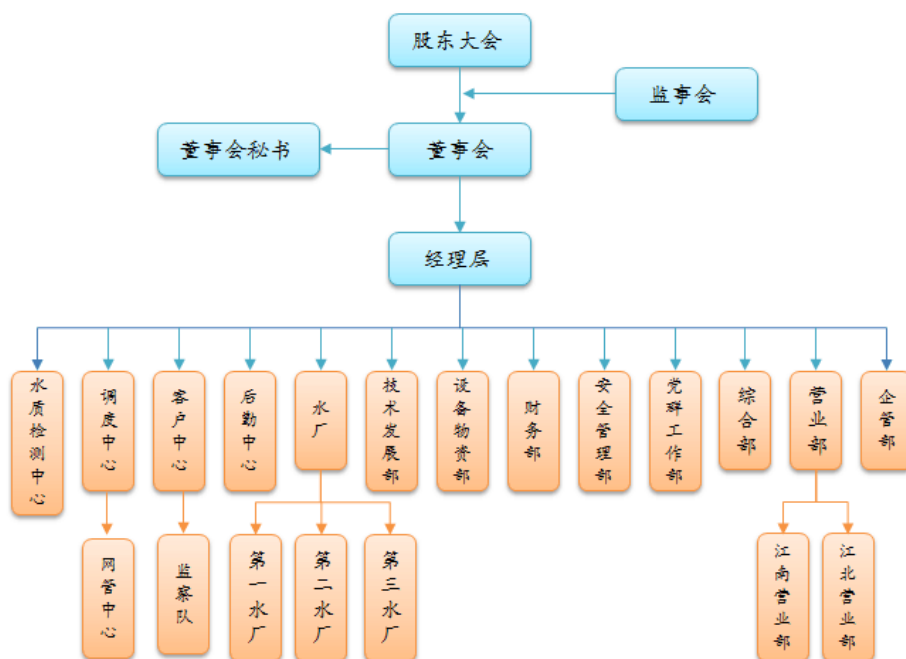 股东大会
监事会
董事会秘书
董事会
经理层
水质检测中心
调度中心
客户中心
后勤中心
水厂
技术发展部
设备物资部
财务部
安全管理部
党群工作部
综合部
营业部
企管部
网管中心
监察队
第一水厂
第二水厂
第三水厂
江南营业部
江北营业部